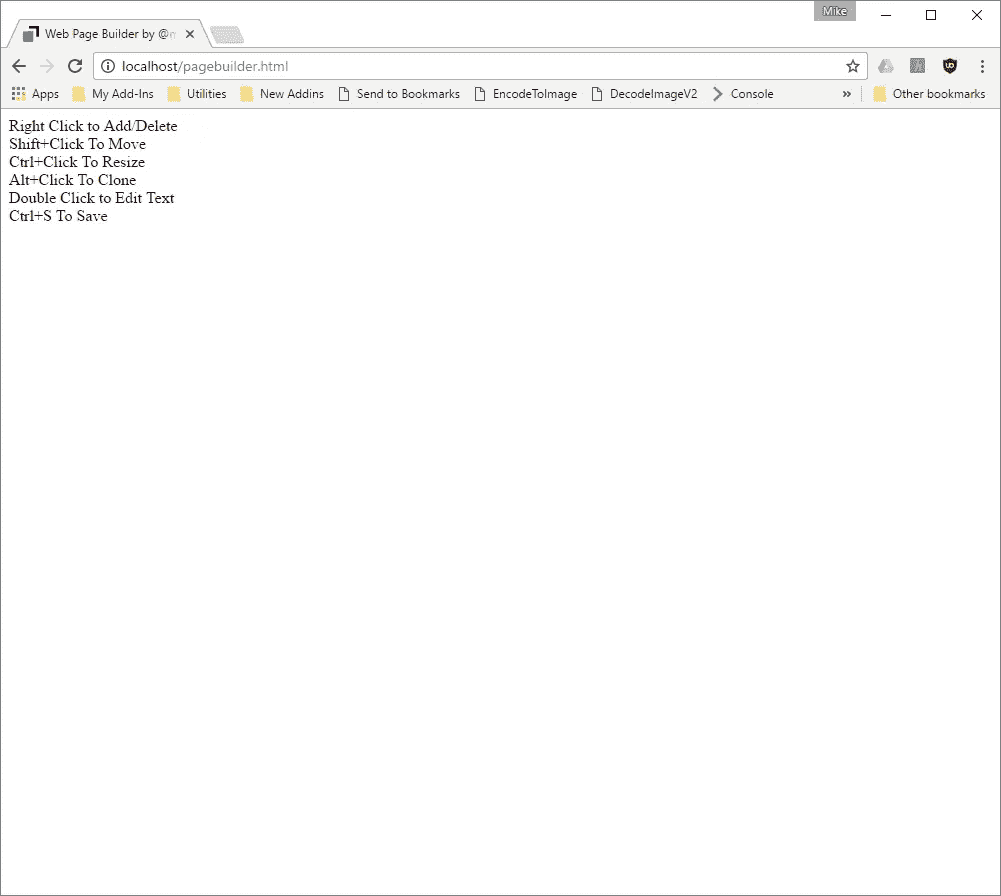 Mike
Web Page Builder by @
localhost/pagebuilder.html
Apps My Add-Ins Utilities New Addins Send to Bookmarks EncodeToImage DecodeImageV2 Console » Other bookmarks
Right Click to Add/Delete
Shift+Click To Move
Ctrl+Click To Resize
Alt+Click To Clone
Double Click to Edit Text
Ctrl+S To Save